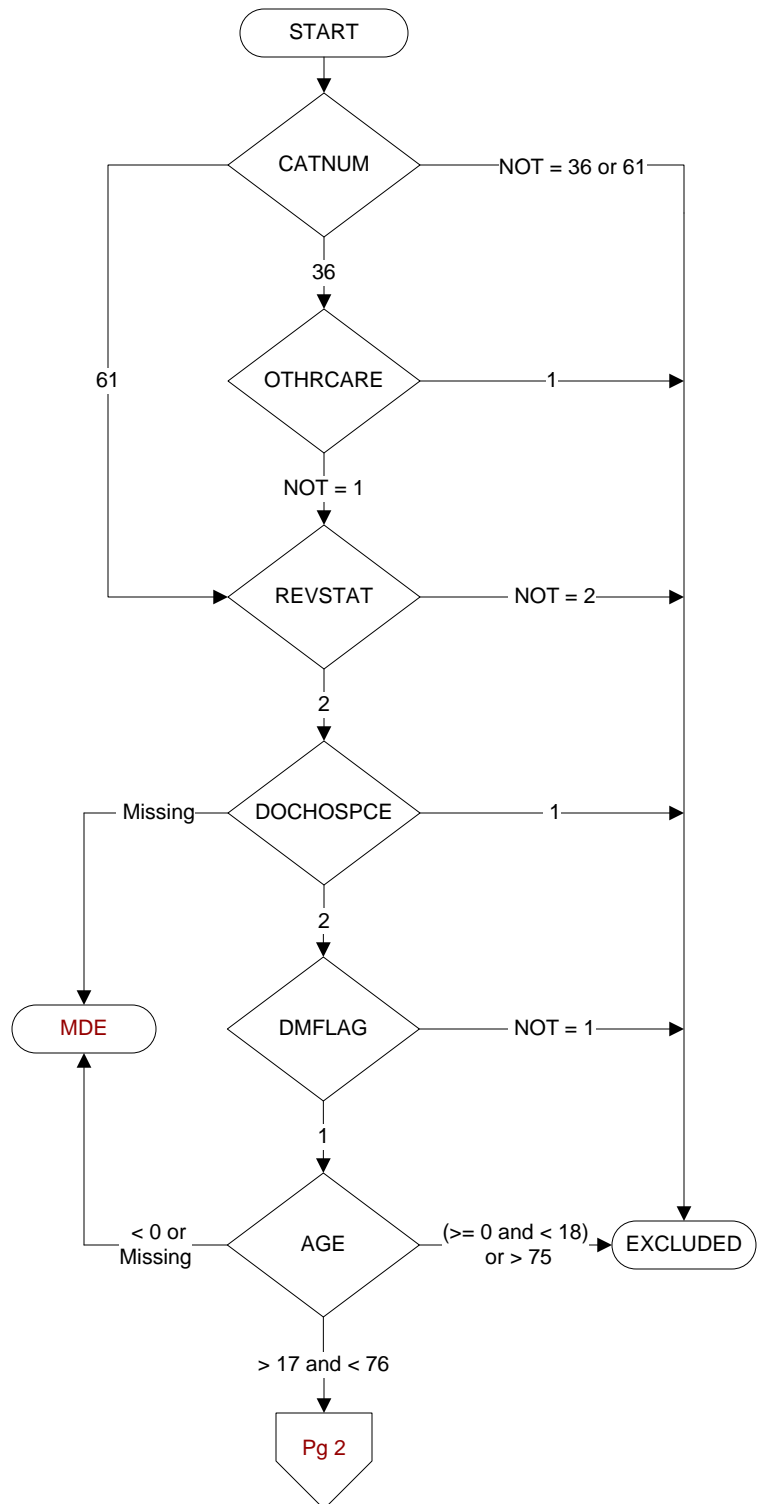 START
CATNUM
NOT = 36 or 61
36
61
OTHRCARE
1
NOT = 1
REVSTAT
NOT = 2
2
Missing
DOCHOSPCE
1
2
MDE
DMFLAG
NOT = 1
1
< 0 or
Missing
AGE
(>= 0 and < 18)
or > 75
EXCLUDED
> 17 and < 76
Pg 2